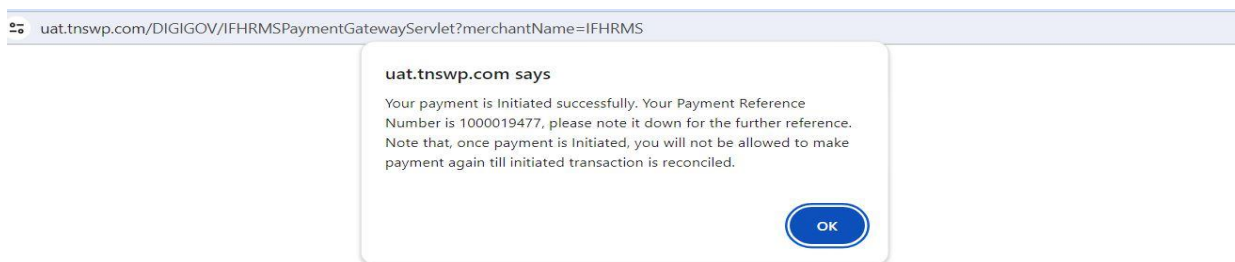 uat.tnswp.com/DIGIGOV/IFHRMSPaymentGatewayServlet?merchantName=IFHRMS
uat.tnswp.com says
Your payment is Initiated successfully. Your Payment Reference
Number is 1000019477, please note it down for the further reference.
Note that, once payment is Initiated, you will not be allowed to make
payment again till initiated transaction is reconciled.
OK